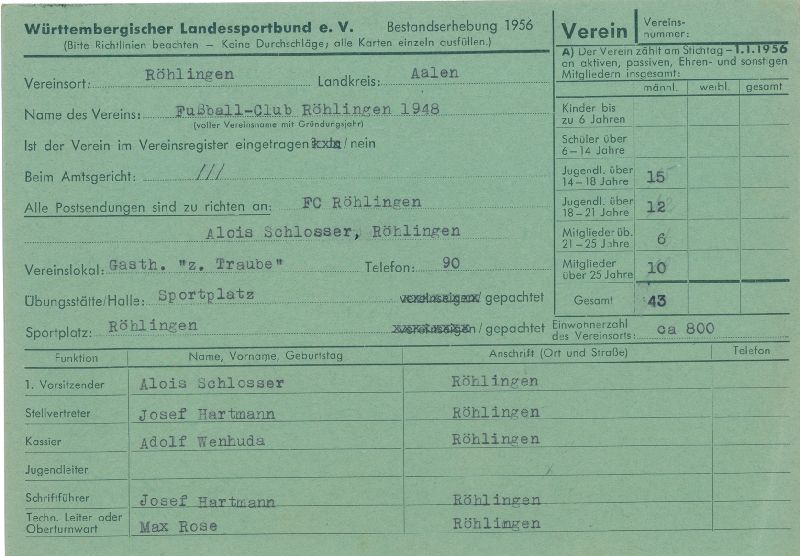 Württembergischer Landessportbund e. V. Bestandserhebung 1956
(Bitte Richtlinien beachten – Keine Durchschläge; alle Karten einzeln ausfüllen.)
Verein Vereins-
nummer:
A) Der Verein zählt am Stichtag – 1.1.1956
an aktiven, passiven, Ehren- und sonstigen
Mitgliedern insgesamt:
männl. weibl. gesamt
Vereinsort: Röhlingen Landkreis: Aalen
Name des Vereins: Fußball-Club Röhlingen 1948
(voller Vereinsname mit Gründungsjahr)
Ist der Verein im Vereinsregister eingetragen / nein
Beim Amtsgericht: ///
Alle Postsendungen sind zu richten an: FC Röhlingen
Alois Schlosser, Röhlingen
Vereinslokal: Gasth. "z. Traube" Telefon: 90
Übungsstätte/Halle: Sportplatz / gepachtet
Sportplatz: Röhlingen / gepachtet
Kinder bis
zu 6 Jahren
Schüler über
6–14 Jahre
Jugendl. über
14–18 Jahre 15
Jugendl. über
18–21 Jahre 12
Mitglieder üb.
21–25 Jahre 6
Mitglieder
über 25 Jahre 10
Gesamt 43
Einwohnerzahl
des Vereinsorts: ca 800
Funktion Name, Vorname, Geburtstag Anschrift (Ort und Straße) Telefon
1. Vorsitzender Alois Schlosser Röhlingen
Stellvertreter Josef Hartmann Röhlingen
Kassier Adolf Wenhuda Röhlingen
Jugendleiter
Schriftführer Josef Hartmann Röhlingen
Techn. Leiter oder
Oberturnwart Max Rose Röhlingen